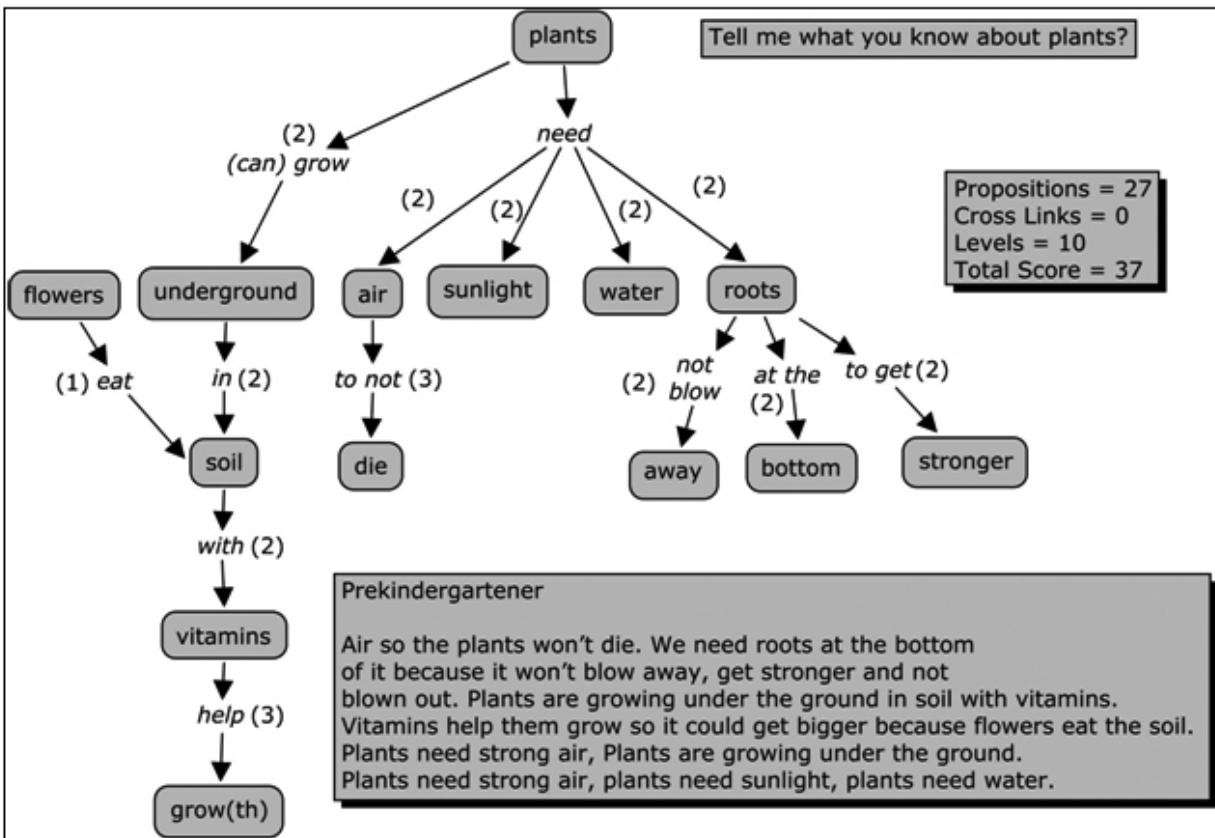 plants
Tell me what you know about plants?
(2)
(can) grow
need
(2)
(2)
(2)
(2)
Propositions = 27
Cross Links = 0
Levels = 10
Total Score = 37
flowers
underground
air
sunlight
water
roots
(1) eat
in (2)
to not (3)
(2)
not
blow
at the
(2)
to get (2)
soil
die
away
bottom
stronger
with (2)
vitamins
help (3)
grow(th)
Prekindergartener
Air so the plants won't die. We need roots at the bottom
of it because it won't blow away, get stronger and not
blown out. Plants are growing under the ground in soil with vitamins.
Vitamins help them grow so it could get bigger because flowers eat the soil.
Plants need strong air, Plants are growing under the ground.
Plants need strong air, plants need sunlight, plants need water.